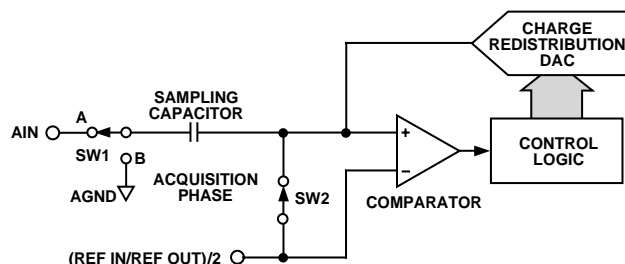 CHARGE
REDISTRIBUTION
DAC
SAMPLING
CAPACITOR
A
AIN
SW1
B
AGND
ACQUISITION
PHASE
SW2
+
–
COMPARATOR
CONTROL
LOGIC
(REF IN/REF OUT)/2